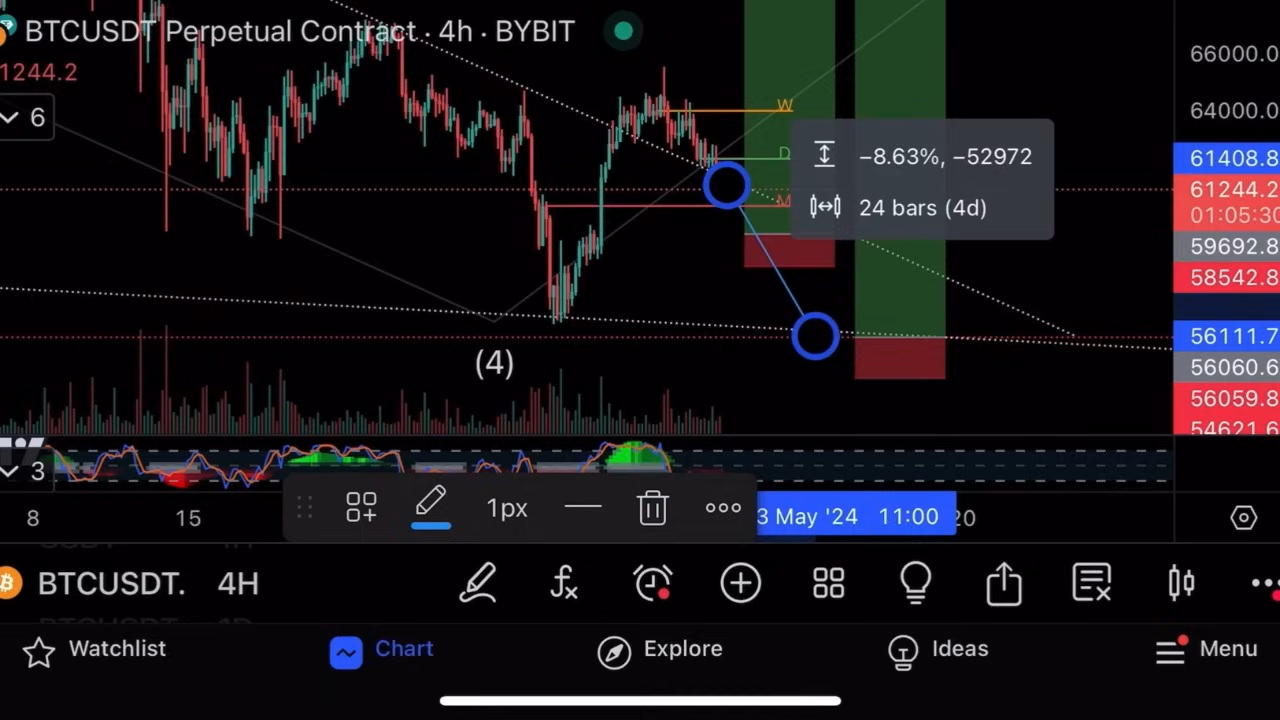 BTCUSDT Perpetual Contract · 4h · BYBIT
1244.2
6
66000.0
64000.0
W
D
M
−8.63%, −52972
24 bars (4d)
61408.8
61244.2
01:05:30
59692.8
58542.8
56111.7
56060.6
56059.8
54621.6
(4)
3
8
15
1px
3 May '24 11:00
20
BTCUSDT. 4H
Watchlist
Chart
Explore
Ideas
Menu